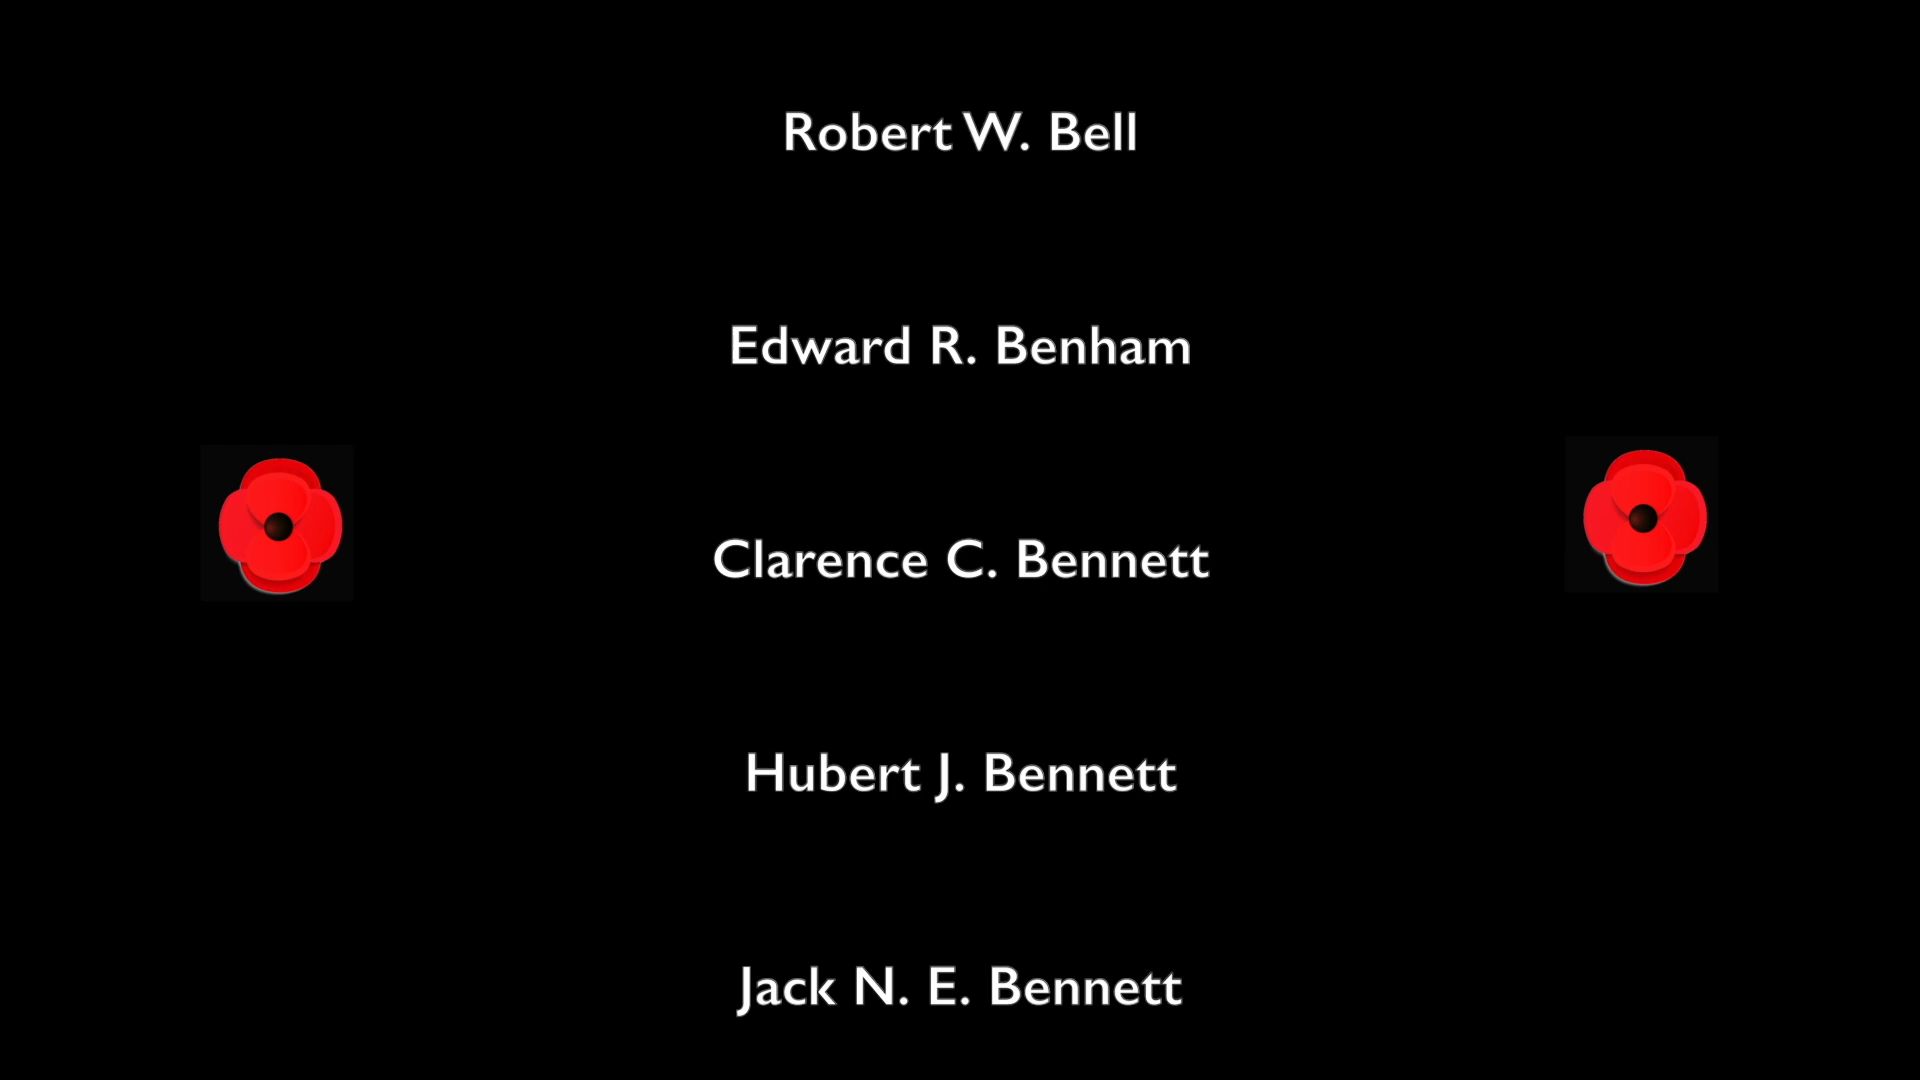 Robert W. Bell
Edward R. Benham
Clarence C. Bennett
Hubert J. Bennett
Jack N. E. Bennett